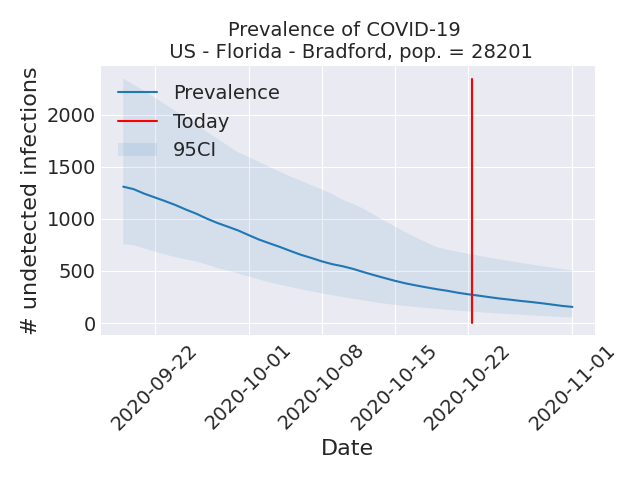 Prevalence of COVID-19
US - Florida - Bradford, pop. = 28201
# undetected infections
2000
1500
1000
500
0
Prevalence
Today
95CI
2020-09-22
2020-10-01
2020-10-08
2020-10-15
2020-10-22
2020-11-01
Date